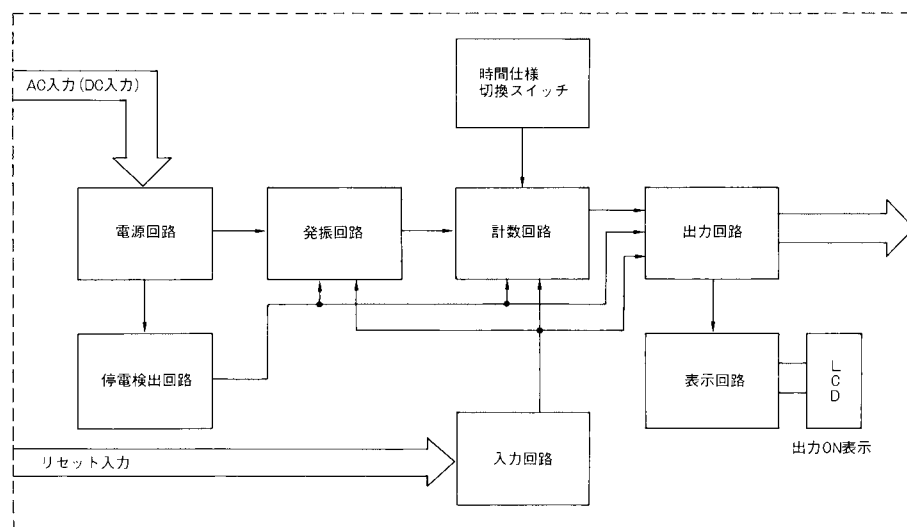 時間仕様
切換スイッチ
AC入力(DC入力)
電源回路
発振回路
計数回路
出力回路
停電検出回路
表示回路
LCD
出力ON表示
リセット入力
入力回路